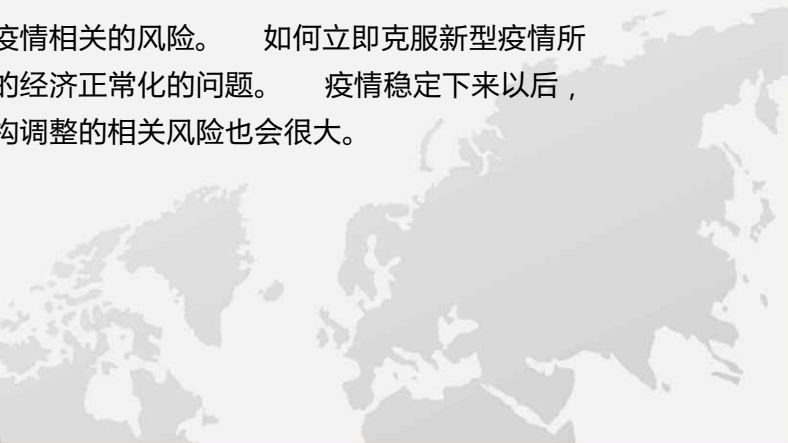 疫情相关的风险。 如何立即克服新型疫情所
的经济正常化的问题。 疫情稳定下来以后，
构调整的相关风险也会很大。